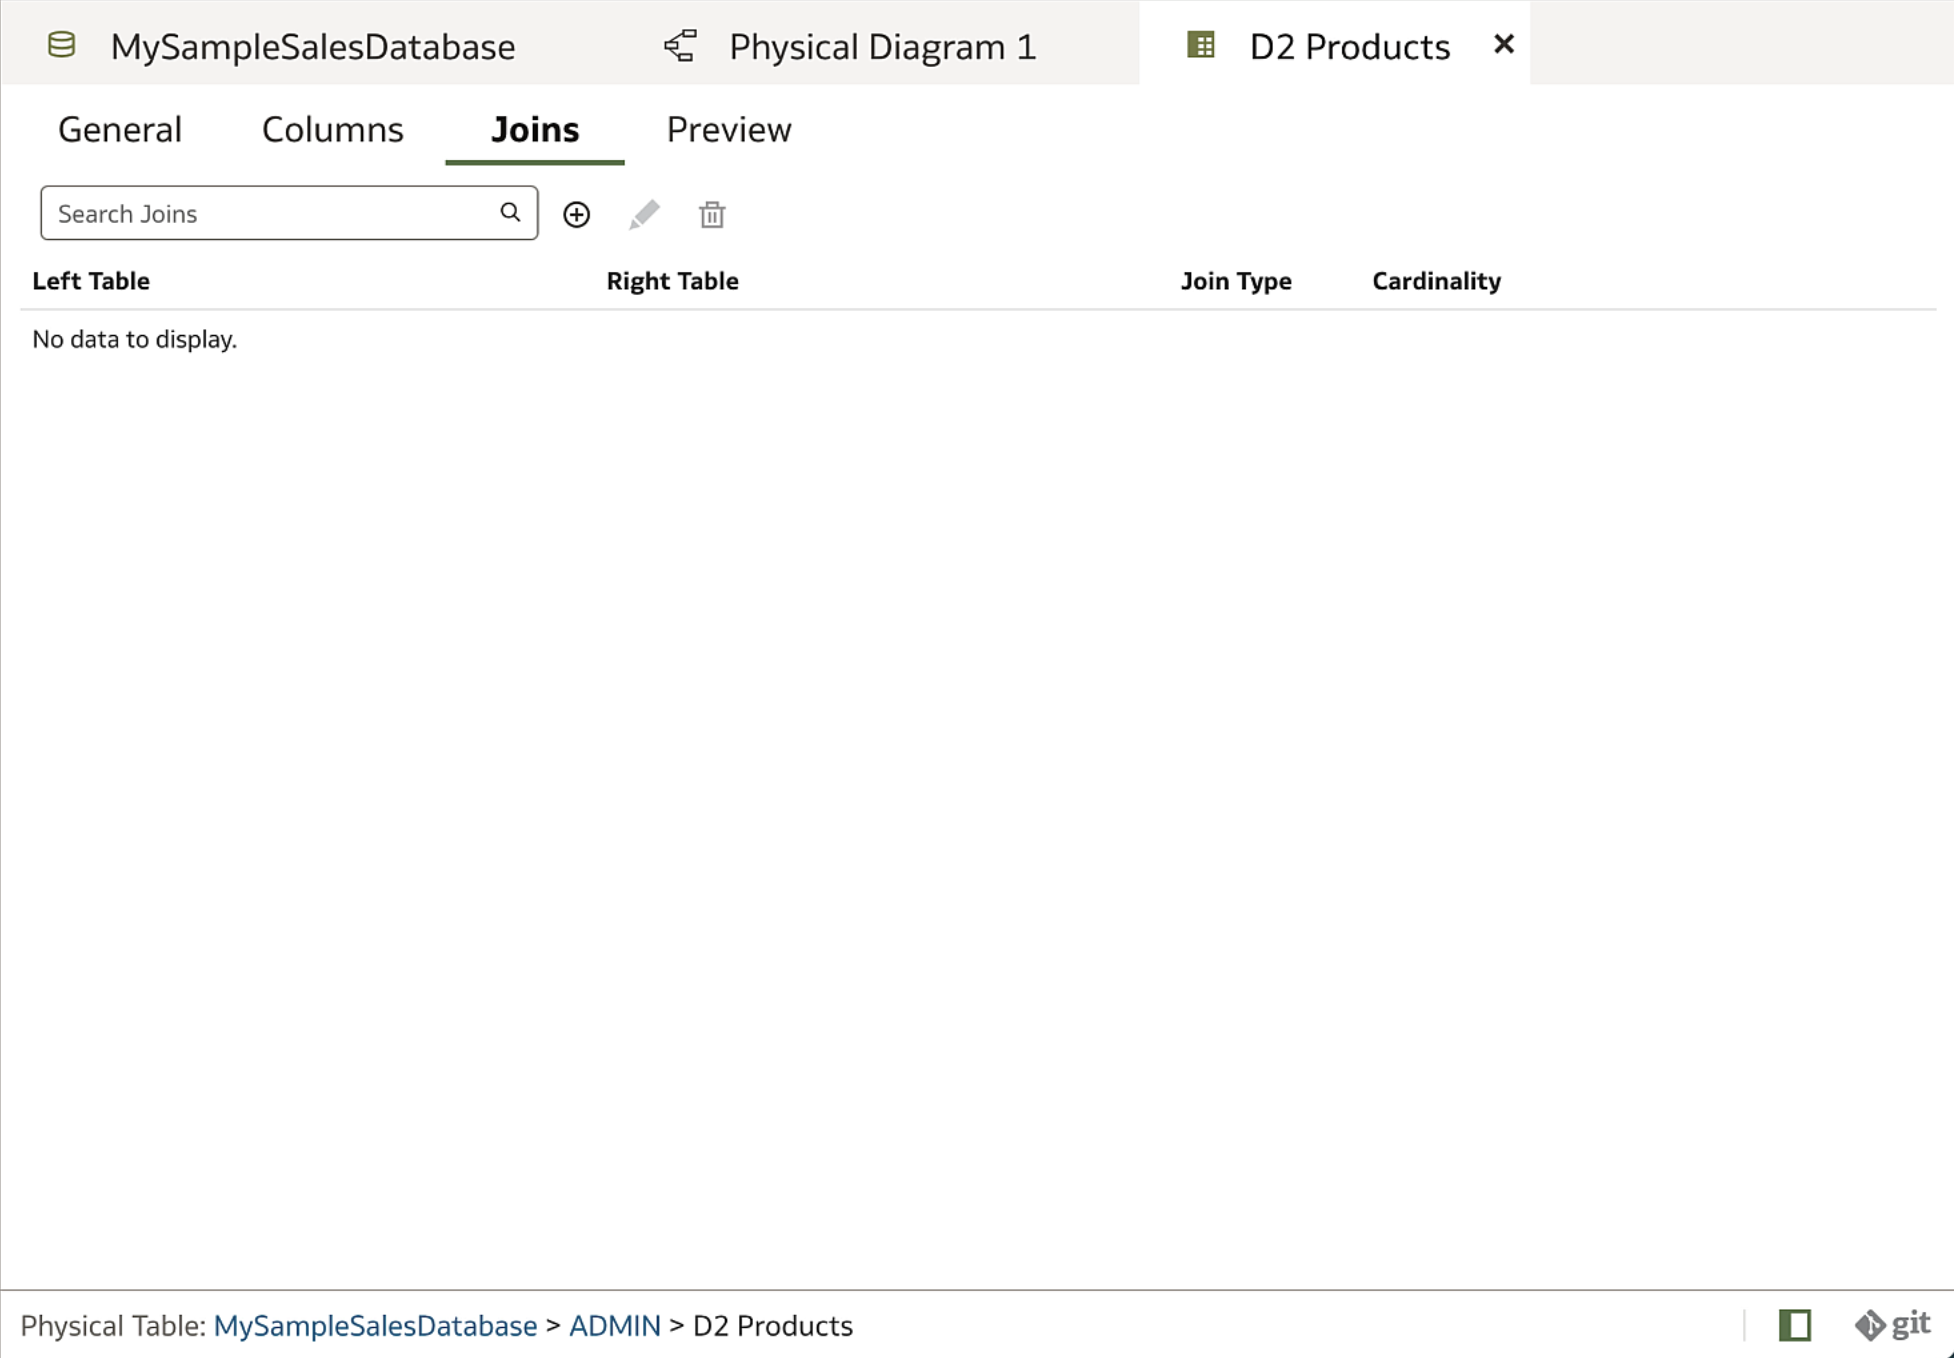 MySampleSalesDatabase Physical Diagram 1 D2 Products
General Columns Joins Preview
Search Joins
Left Table Right Table Join Type Cardinality
No data to display.
Physical Table: MySampleSalesDatabase > ADMIN > D2 Products git